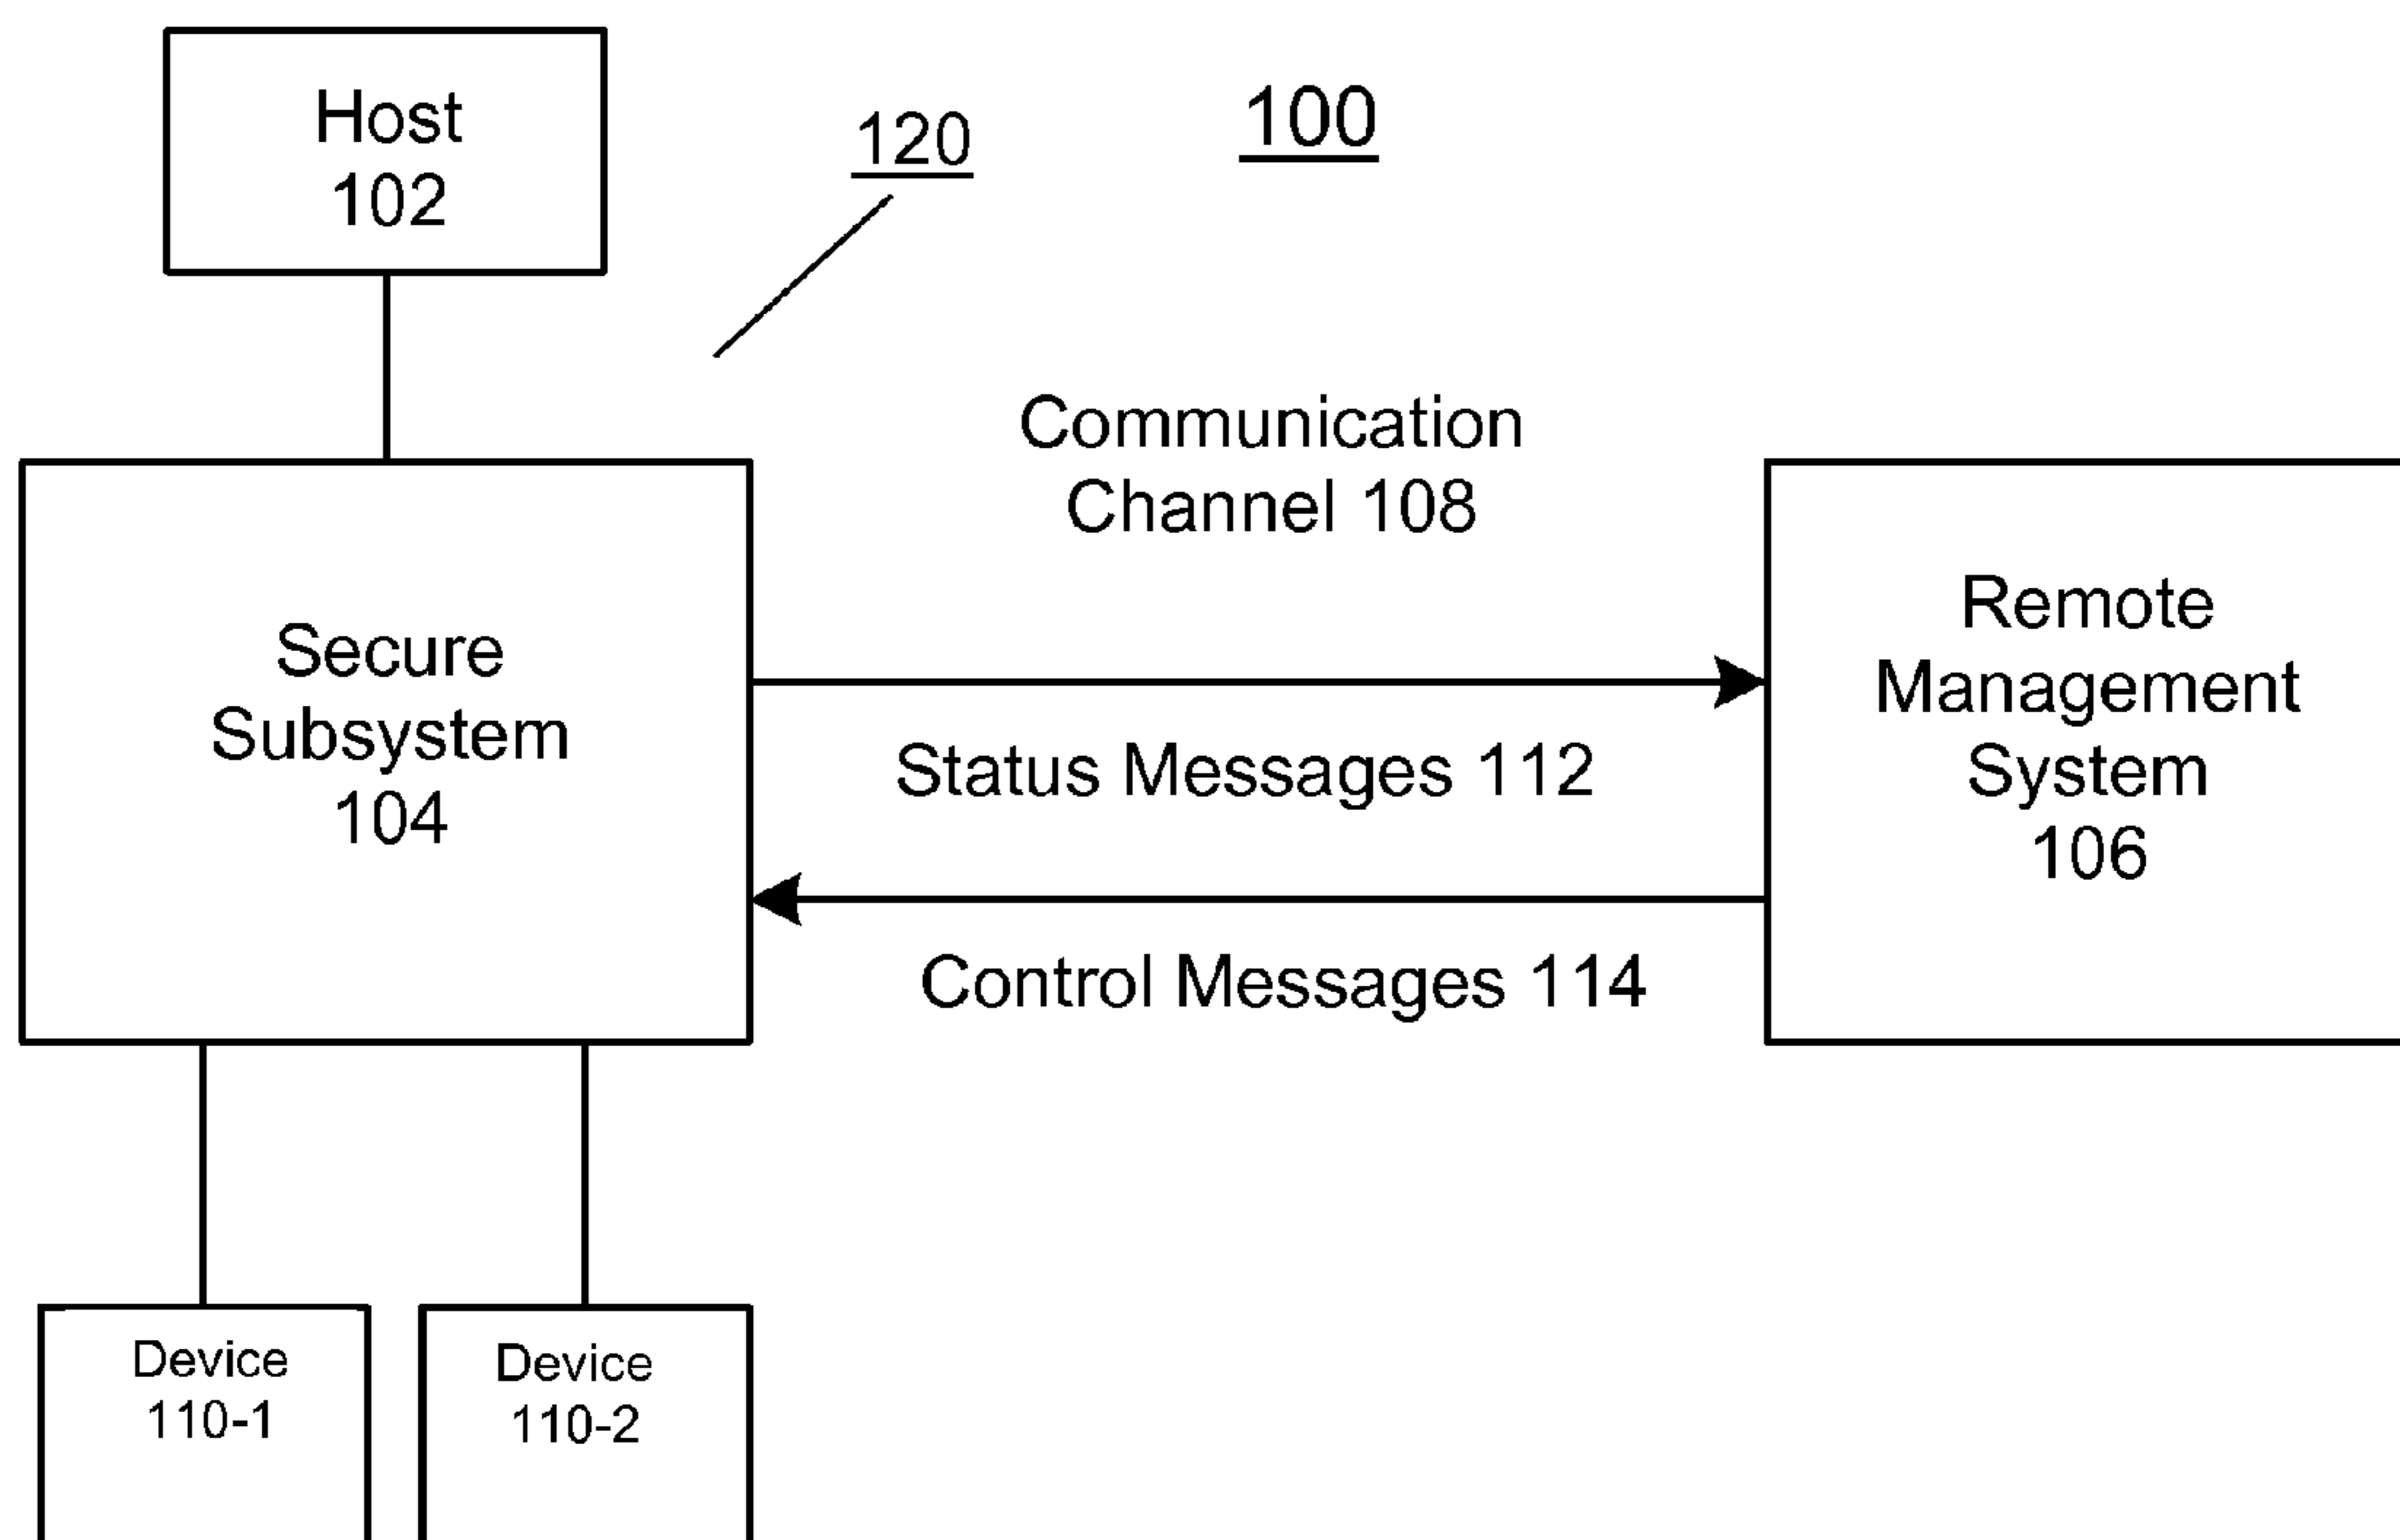 Host
102
120
100
Communication
Channel 108
Secure
Subsystem
104
Remote
Management
System
106
Status Messages 112
Control Messages 114
Device
110-1
Device
110-2